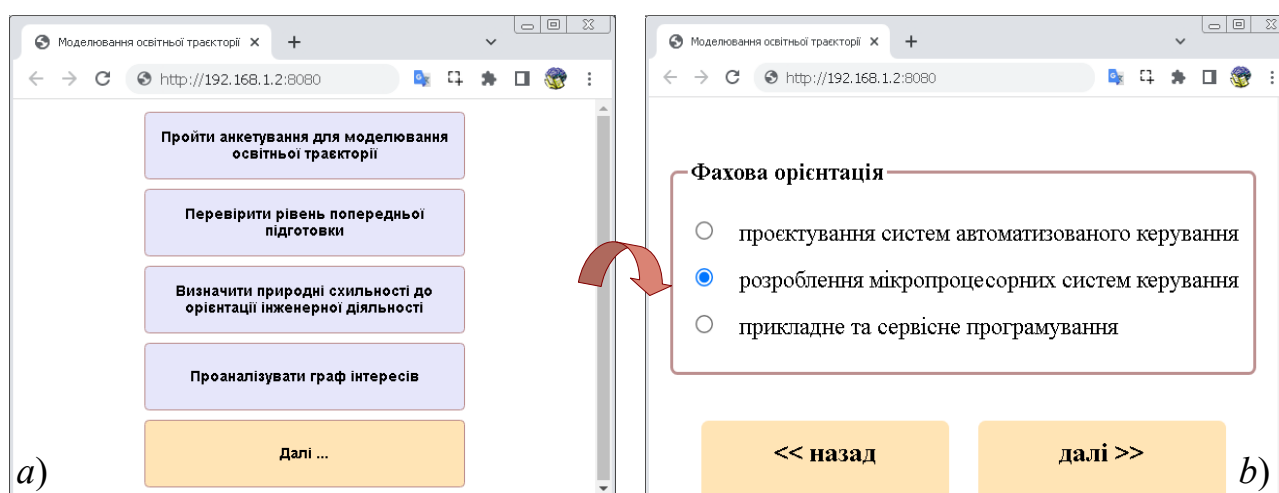 Моделювання освітньої траєкторії
http://192.168.1.2:8080
Пройти анкетування для моделювання
освітньої траєкторії
Перевірити рівень попередньої
підготовки
Визначити природні схильності до
орієнтації інженерної діяльності
Проаналізувати граф інтересів
Далі ...
a)
Моделювання освітньої траєкторії
http://192.168.1.2:8080
Фахова орієнтація
проєктування систем автоматизованого керування
розроблення мікропроцесорних систем керування
прикладне та сервісне програмування
<< назад
далі >>
b)